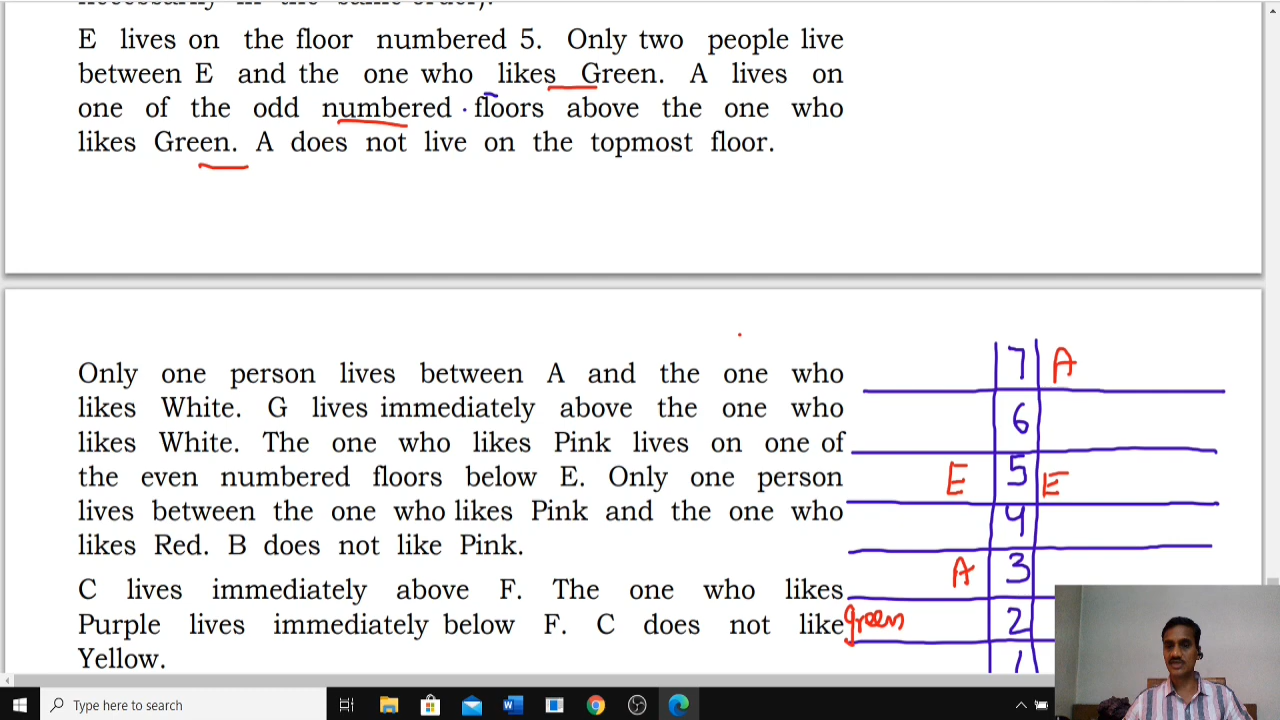 E lives on the floor numbered 5. Only two people live
between E and the one who likes Green. A lives on
one of the odd numbered floors above the one who
likes Green. A does not live on the topmost floor.
Only one person lives between A and the one who
likes White. G lives immediately above the one who
likes White. The one who likes Pink lives on one of
the even numbered floors below E. Only one person
lives between the one who likes Pink and the one who
likes Red. B does not like Pink.
C lives immediately above F. The one who likes
Purple lives immediately below F. C does not like
Yellow.
7 A
6
E 5 E
4
A 3
green 2
1
Type here to search